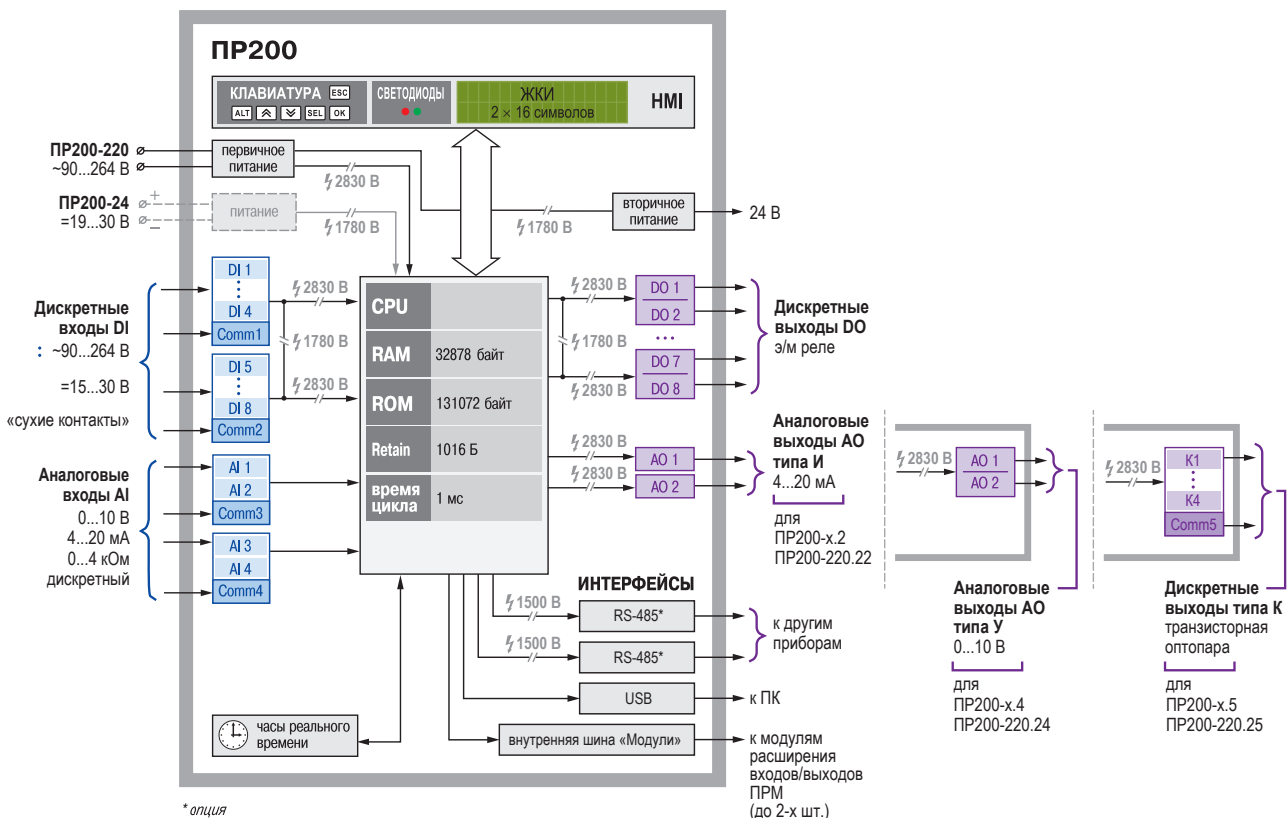 ПР200
КЛАВИАТУРА ESC
ALT SEL OK
СВЕТОДИОДЫ
ЖКИ
2 × 16 символов
HMI
ПР200-220
~90...264 В
первичное
питание
2830 В
ПР200-24
=19...30 В
+
–
питание
1780 В
1780 В
вторичное
питание
24 В
Дискретные
входы DI
: ~90...264 В
=15...30 В
«сухие контакты»
DI 1
DI 4
Comm1
DI 5
DI 8
Comm2
2830 В
1780 В
2830 В
Аналоговые
входы AI
0...10 В
4...20 мА
0...4 кОм
дискретный
AI 1
AI 2
Comm3
AI 3
AI 4
Comm4
CPU
RAM 32878 байт
ROM 131072 байт
Retain 1016 Б
время
цикла
1 мс
2830 В
1780 В
2830 В
DO 1
DO 2
...
DO 7
DO 8
Дискретные
выходы DO
э/м реле
2830 В
2830 В
AO 1
AO 2
Аналоговые
выходы АО
типа И
4...20 мА
для
ПР200-х.2
ПР200-220.22
2830 В
AO 1
AO 2
Аналоговые
выходы АО
типа У
0...10 В
для
ПР200-х.4
ПР200-220.24
2830 В
К1
К4
Comm5
Дискретные
выходы типа К
транзисторная
оптопара
для
ПР200-х.5
ПР200-220.25
ИНТЕРФЕЙСЫ
1500 В
RS-485*
1500 В
RS-485*
к другим
приборам
USB
к ПК
часы реального
времени
внутренняя шина «Модули»
к модулям
расширения
входов/выходов
ПРМ
(до 2-х шт.)
* опция